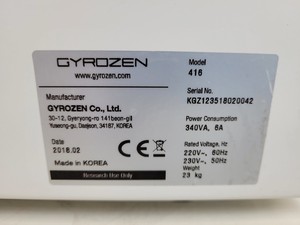 GYROZEN
www.gyrozen.com
Model
416
Manufacturer
GYROZEN Co., Ltd.
30-12, Gyeryong-ro 141beon-gil
Yuseong-gu, Daejeon, 34187, KOREA
Serial No.
KGZ123518020042
Power Consumption
340VA, 6A
Date
2018.02
Made in KOREA
Research Use Only
Rated Voltage, Hz
220V~, 60Hz
230V~, 50Hz
Weight
23 kg